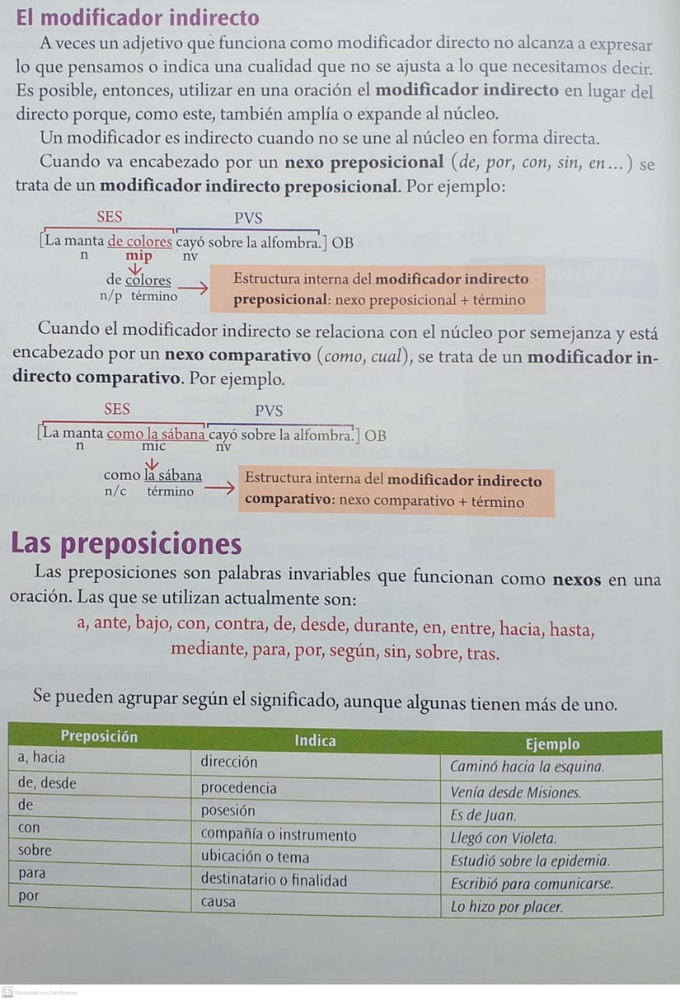 El modificador indirecto
A veces un adjetivo que funciona como modificador directo no alcanza a expresar
lo que pensamos o indica una cualidad que no se ajusta a lo que necesitamos decir.
Es posible, entonces, utilizar en una oración el modificador indirecto en lugar del
directo porque, como este, también amplía o expande al núcleo.
Un modificador es indirecto cuando no se une al núcleo en forma directa.
Cuando va encabezado por un nexo preposicional (de, por, con, sin, en...) se
trata de un modificador indirecto preposicional. Por ejemplo:
SES PVS
[La manta de colores cayó sobre la alfombra.] OB
n mip nv
de colores
n/p término
Estructura interna del modificador indirecto
preposicional: nexo preposicional + término
Cuando el modificador indirecto se relaciona con el núcleo por semejanza y está
encabezado por un nexo comparativo (como, cual), se trata de un modificador in-
directo comparativo. Por ejemplo.
SES PVS
[La manta como la sábana cayó sobre la alfombra.] OB
n mic nv
como la sábana
n/c término
Estructura interna del modificador indirecto
comparativo: nexo comparativo + término
Las preposiciones
Las preposiciones son palabras invariables que funcionan como nexos en una
oración. Las que se utilizan actualmente son:
a, ante, bajo, con, contra, de, desde, durante, en, entre, hacia, hasta,
mediante, para, por, según, sin, sobre, tras.
Se pueden agrupar según el significado, aunque algunas tienen más de uno.
Preposición Indica Ejemplo
a, hacia dirección Caminó hacia la esquina.
de, desde procedencia Venía desde Misiones.
de posesión Es de Juan.
con compañía o instrumento Llegó con Violeta.
sobre ubicación o tema Estudió sobre la epidemia.
para destinatario o finalidad Escribió para comunicarse.
por causa Lo hizo por placer.
CS Escaneado con CamScanner